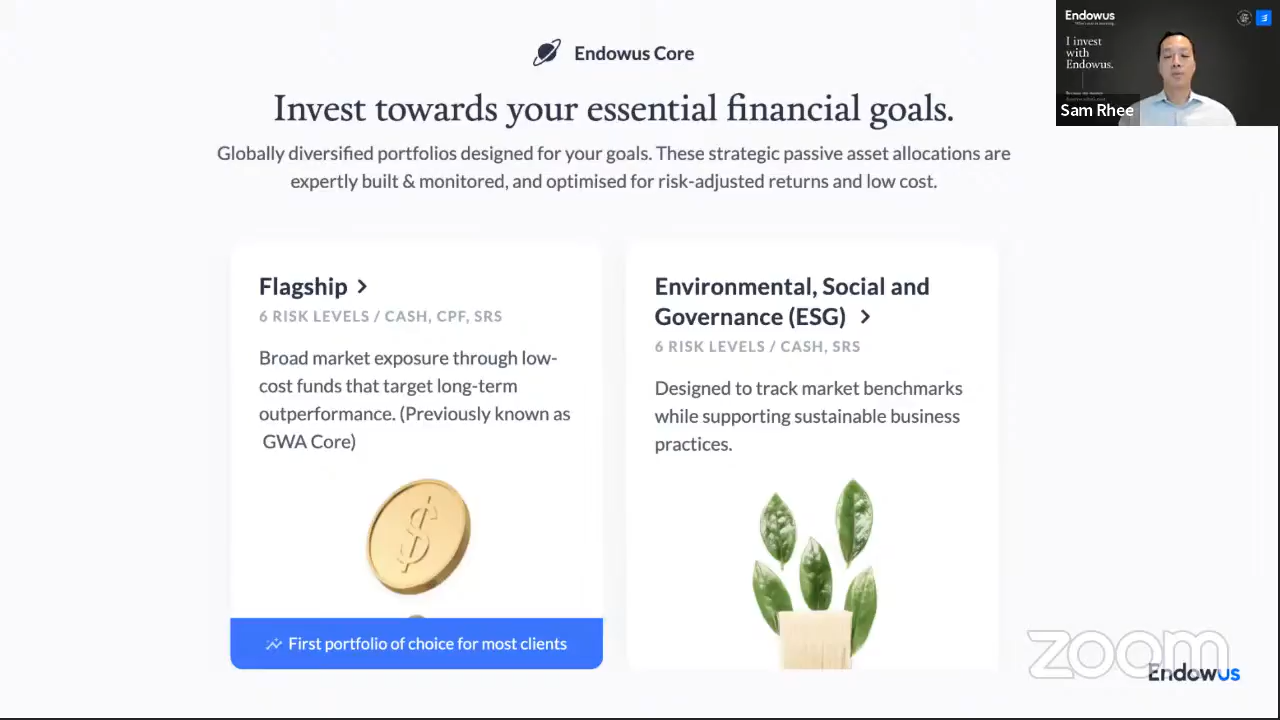 Endowus Core
Invest towards your essential financial goals.
Globally diversified portfolios designed for your goals. These strategic passive asset allocations are
expertly built & monitored, and optimised for risk-adjusted returns and low cost.
Flagship
6 RISK LEVELS / CASH, CPF, SRS
Broad market exposure through low-
cost funds that target long-term
outperformance. (Previously known as
GWA Core)
First portfolio of choice for most clients
Environmental, Social and
Governance (ESG)
6 RISK LEVELS / CASH, SRS
Designed to track market benchmarks
while supporting sustainable business
practices.
Endowus
I invest
with
Endowus.
Sam Rhee
zoom
Endowus